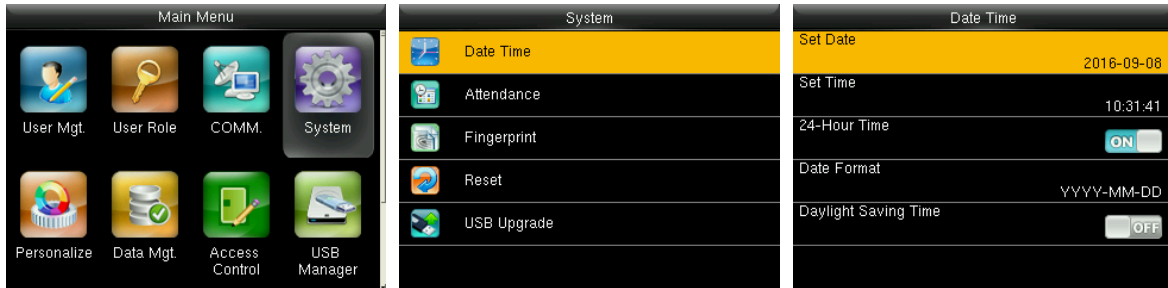 Main Menu
User Mgt.
User Role
COMM.
System
Personalize
Data Mgt.
Access
Control
USB
Manager
System
Date Time
Attendance
Fingerprint
Reset
USB Upgrade
Date Time
Set Date
2016-09-08
Set Time
10:31:41
24-Hour Time
ON
Date Format
YYYY-MM-DD
Daylight Saving Time
OFF